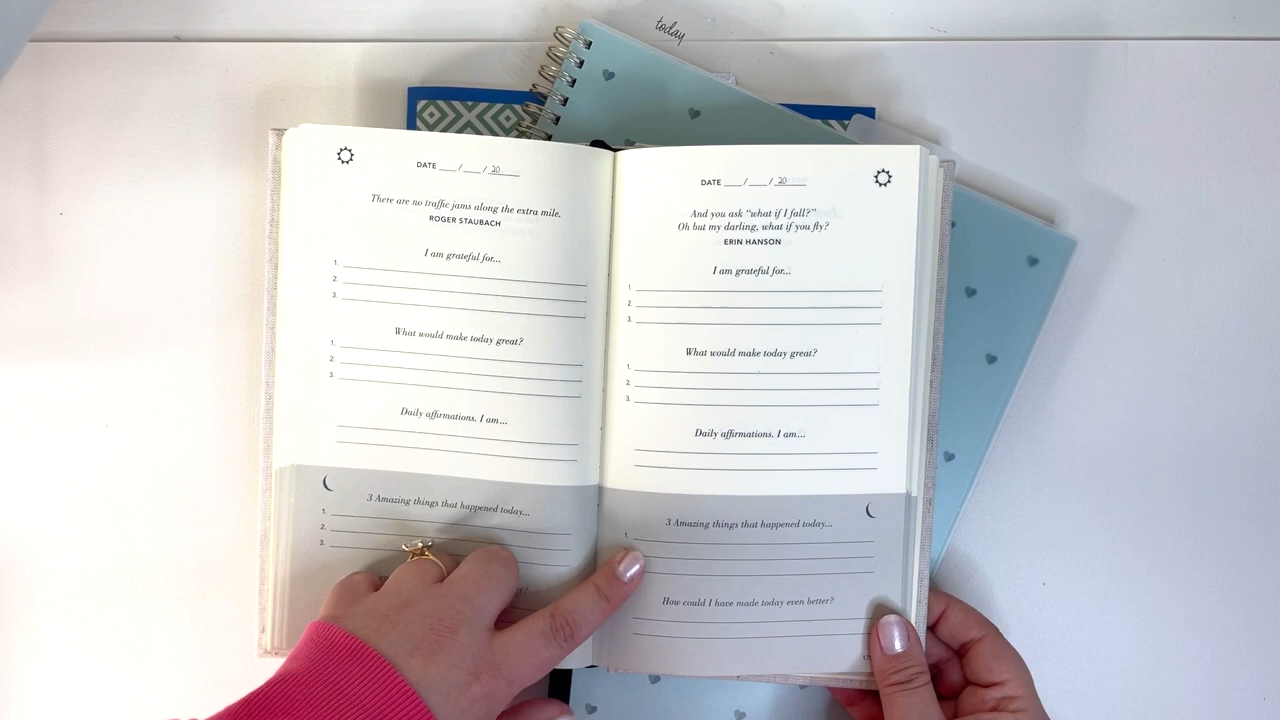 today
DATE ___/___/ 20___
There are no traffic jams along the extra mile.
ROGER STAUBACH
I am grateful for...
1.
2.
3.
What would make today great?
1.
2.
3.
Daily affirmations. I am...
3 Amazing things that happened today...
1.
2.
3.
DATE ___/___/ 20___
And you ask “what if I fall?”
Oh but my darling, what if you fly?
ERIN HANSON
I am grateful for...
1.
2.
3.
What would make today great?
1.
2.
3.
Daily affirmations. I am...
3 Amazing things that happened today...
1.
How could I have made today even better?